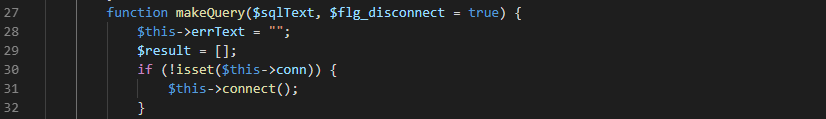 27 function makeQuery($sqlText, $flg_disconnect = true) {
28 $this->errText = "";
29 $result = [];
30 if (!isset($this->conn)) {
31 $this->connect();
32 }